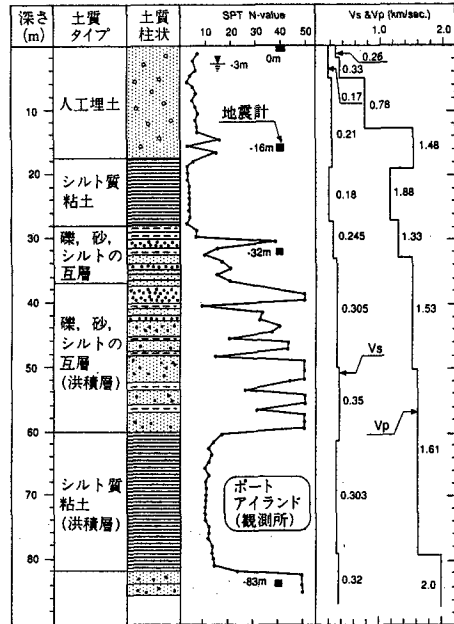 深さ
(m)
土質
タイプ
土質
柱状
SPT N-value
Vs &Vp (km/sec.)
人工埋土
シルト質
粘土
礫，砂，
シルトの
互層
礫，砂，
シルトの
互層
(洪積層)
シルト質
粘土
(洪積層)
10
20
30
40
50
60
70
80
0m
-3m
地震計
-16m
-32m
ポート
アイランド
(観測所)
-83m
0 10 20 30 40 50
0.26
0.33
0.17
0.78
0.21
1.48
0.18
1.88
0.245
1.33
0.305
1.53
Vs
0.35
Vp
1.61
0.303
0.32
2.0
0 1.0 2.0